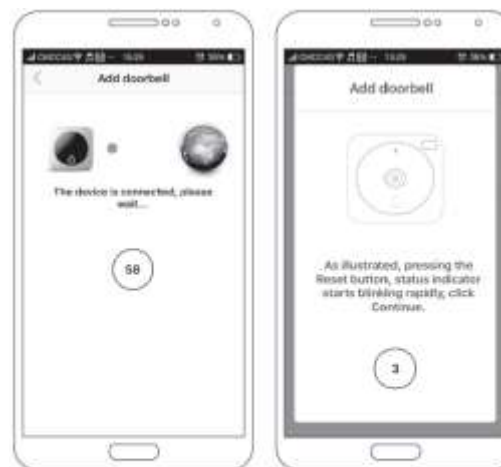 Add doorbell
The device is connected, please
wait...
58
Add doorbell
As illustrated, pressing the
Reset button, status indicator
starts blinking rapidly, click
Continue.
3